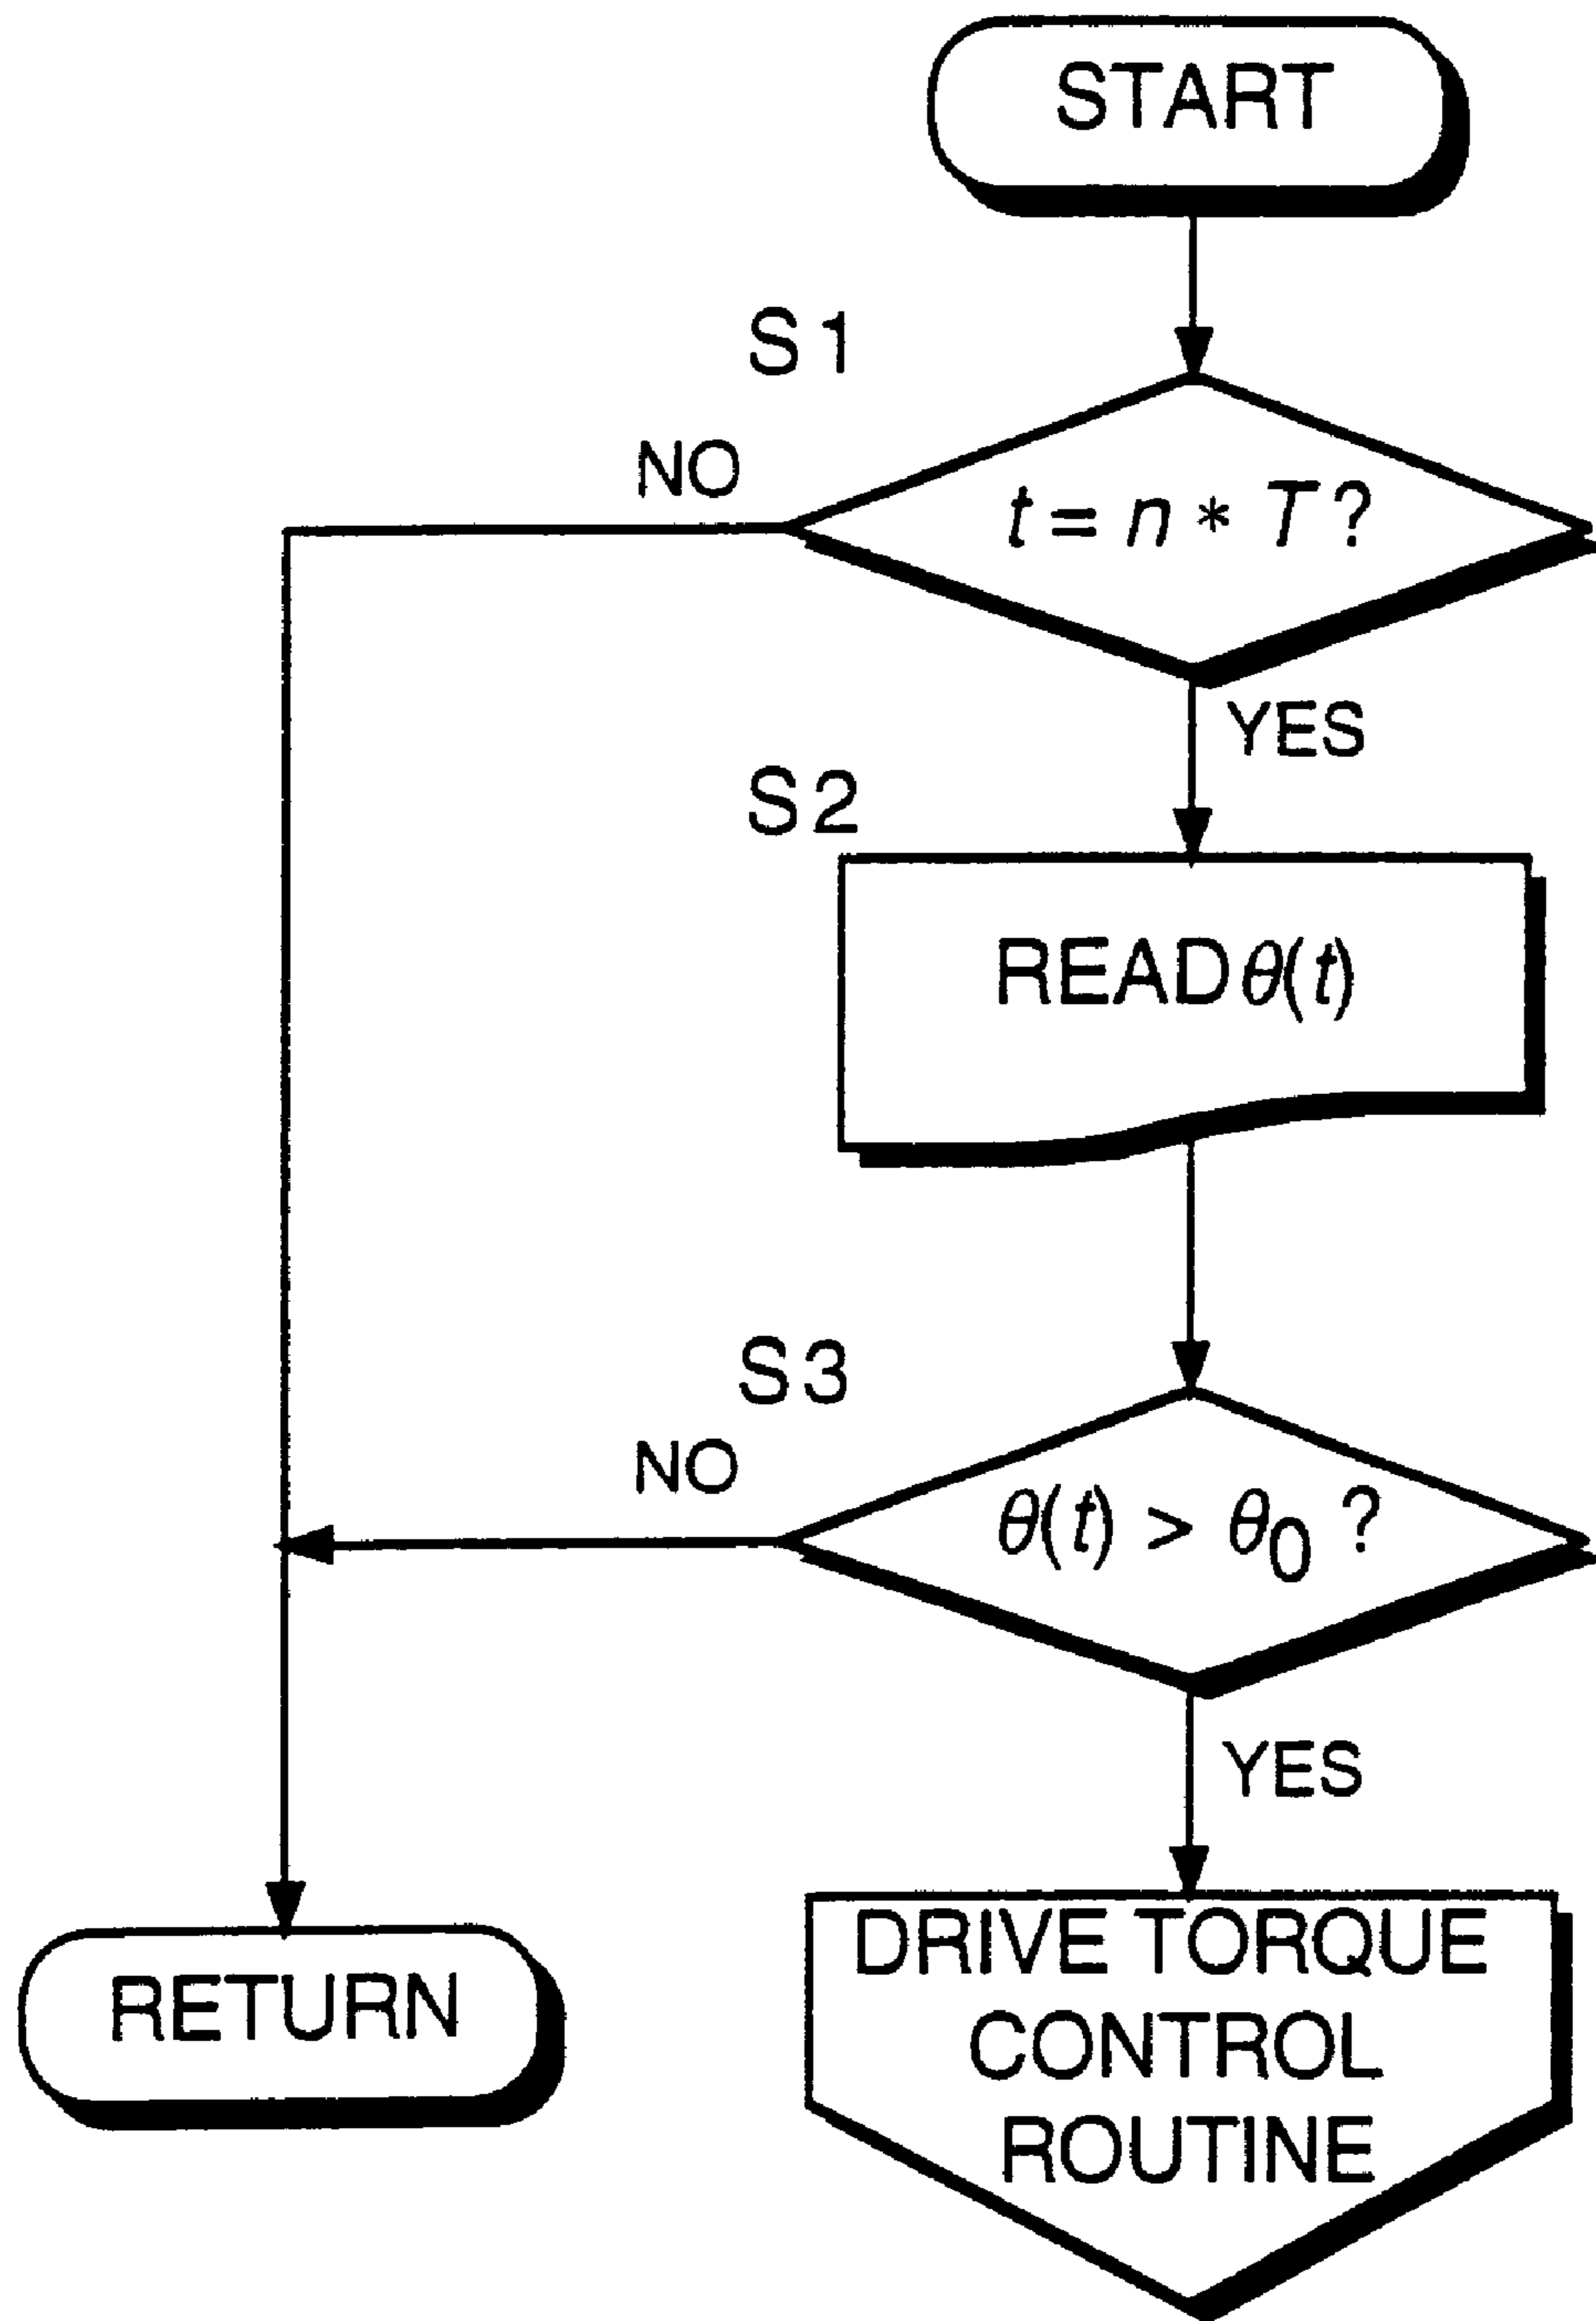 START
S1
NO
t = n * T ?
YES
S2
READ θ(t)
S3
NO
θ(t) > θ0 ?
YES
RETURN
DRIVE TORQUE
CONTROL
ROUTINE